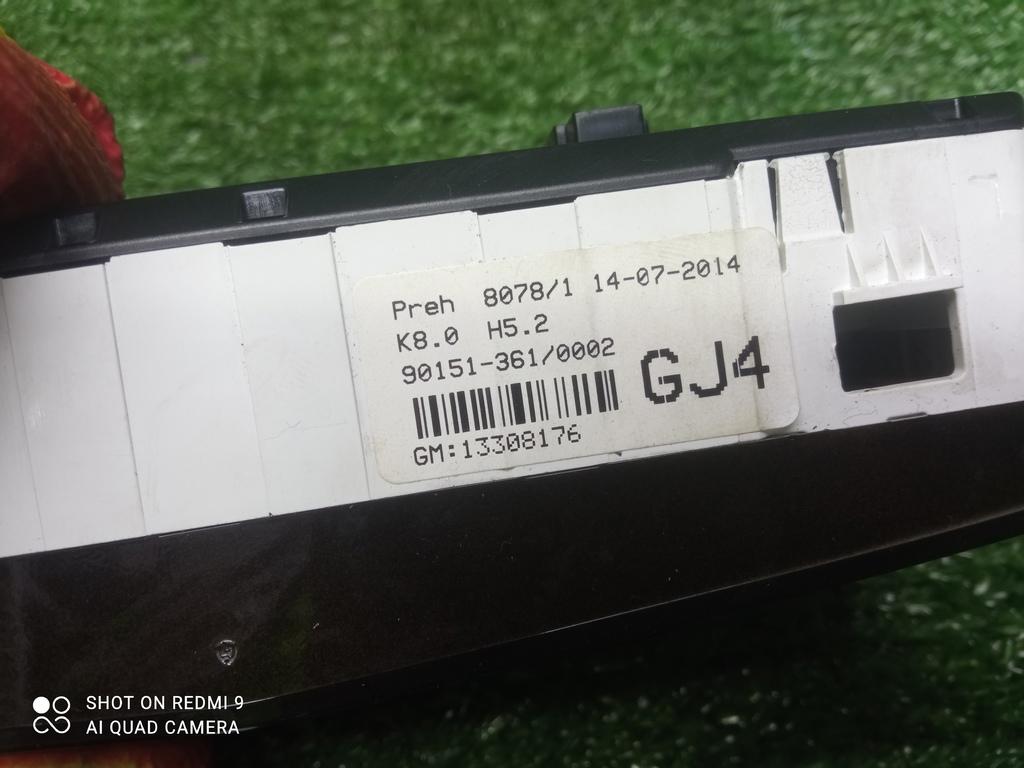 Preh 8078/1 14-07-2014
K8.0 H5.2
90151-361/0002
GJ4
GM:13308176
SHOT ON REDMI 9
AI QUAD CAMERA